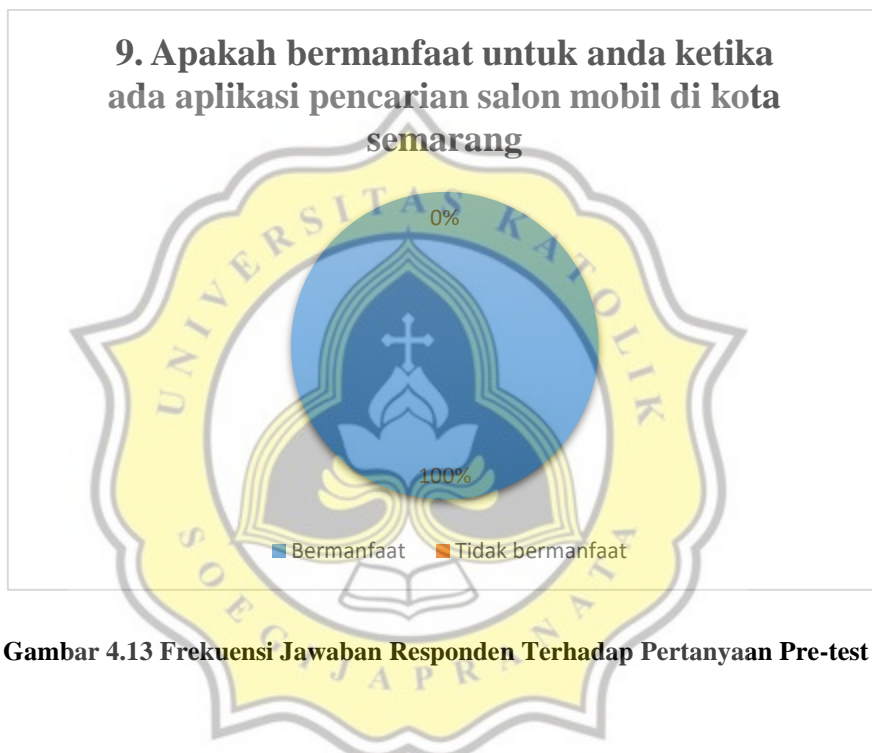 9. Apakah bermanfaat untuk anda ketika
ada aplikasi pencarian salon mobil di kota
semarang
UNIVERSITAS KATOLIK
0%
100%
Bermanfaat Tidak bermanfaat
SOEGIJAPRANATA
Gambar 4.13 Frekuensi Jawaban Responden Terhadap Pertanyaan Pre-test